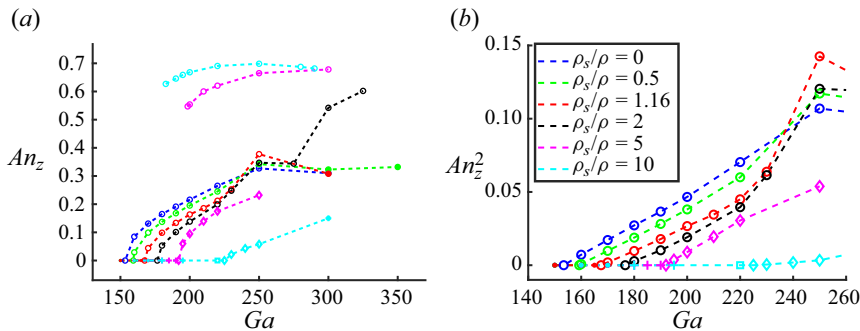 (a)
(b)
0.7
0.6
0.5
0.4
0.3
0.2
0.1
0
An_z
150 200 250 300 350
Ga
0.15
0.10
0.05
0
An_z^2
ρ_s/ρ = 0
ρ_s/ρ = 0.5
ρ_s/ρ = 1.16
ρ_s/ρ = 2
ρ_s/ρ = 5
ρ_s/ρ = 10
140 160 180 200 220 240 260
Ga